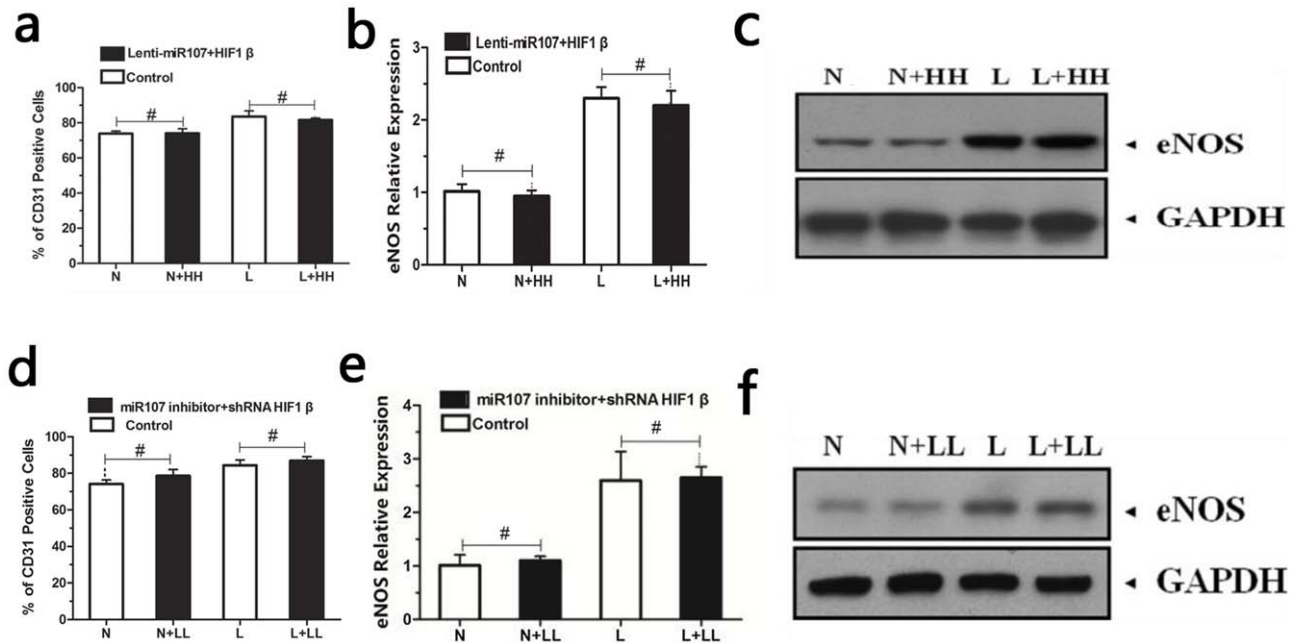 a
Lenti-miR107+HIF1 β
Control
% of CD31 Positive Cells
100
80
60
40
20
0
#
#
N
N+HH
L
L+HH
b
Lenti-miR107+HIF1 β
Control
eNOS Relative Expression
3
2
1
0
#
#
N
N+HH
L
L+HH
c
N N+HH L L+HH
eNOS
GAPDH
d
miR107 inhibitor+shRNA HIF1 β
Control
% of CD31 Positive Cells
100
80
60
40
20
0
#
#
N
N+LL
L
L+LL
e
miR107 inhibitor+shRNA HIF1 β
Control
eNOS Relative Expression
4
3
2
1
0
#
#
N
N+LL
L
L+LL
f
N N+LL L L+LL
eNOS
GAPDH